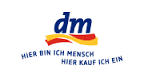 dm
HIER BIN ICH MENSCH
HIER KAUF ICH EIN